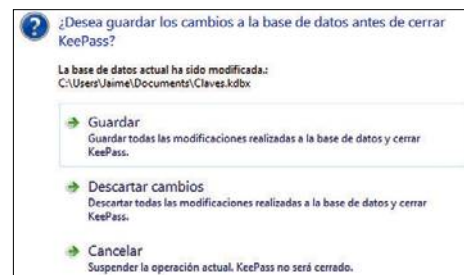 ¿Desea guardar los cambios a la base de datos antes de cerrar
KeePass?
La base de datos actual ha sido modificada.:
C:\Users\Jaime\Documents\Claves.kdbx
Guardar
Guardar todas las modificaciones realizadas a la base de datos y cerrar
KeePass.
Descartar cambios
Descartar todas las modificaciones realizadas a la base de datos y cerrar
KeePass.
Cancelar
Suspender la operación actual. KeePass no será cerrado.